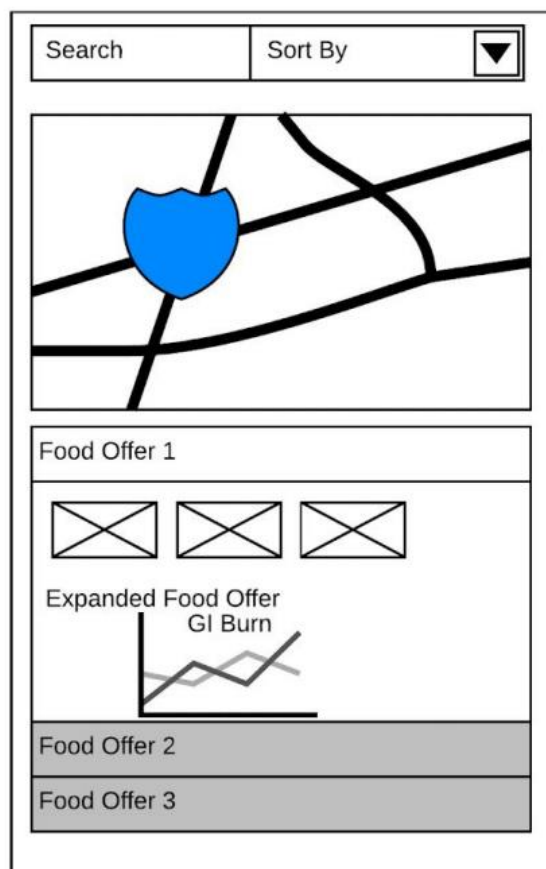 Search
Sort By
Food Offer 1
Expanded Food Offer
GI Burn
Food Offer 2
Food Offer 3